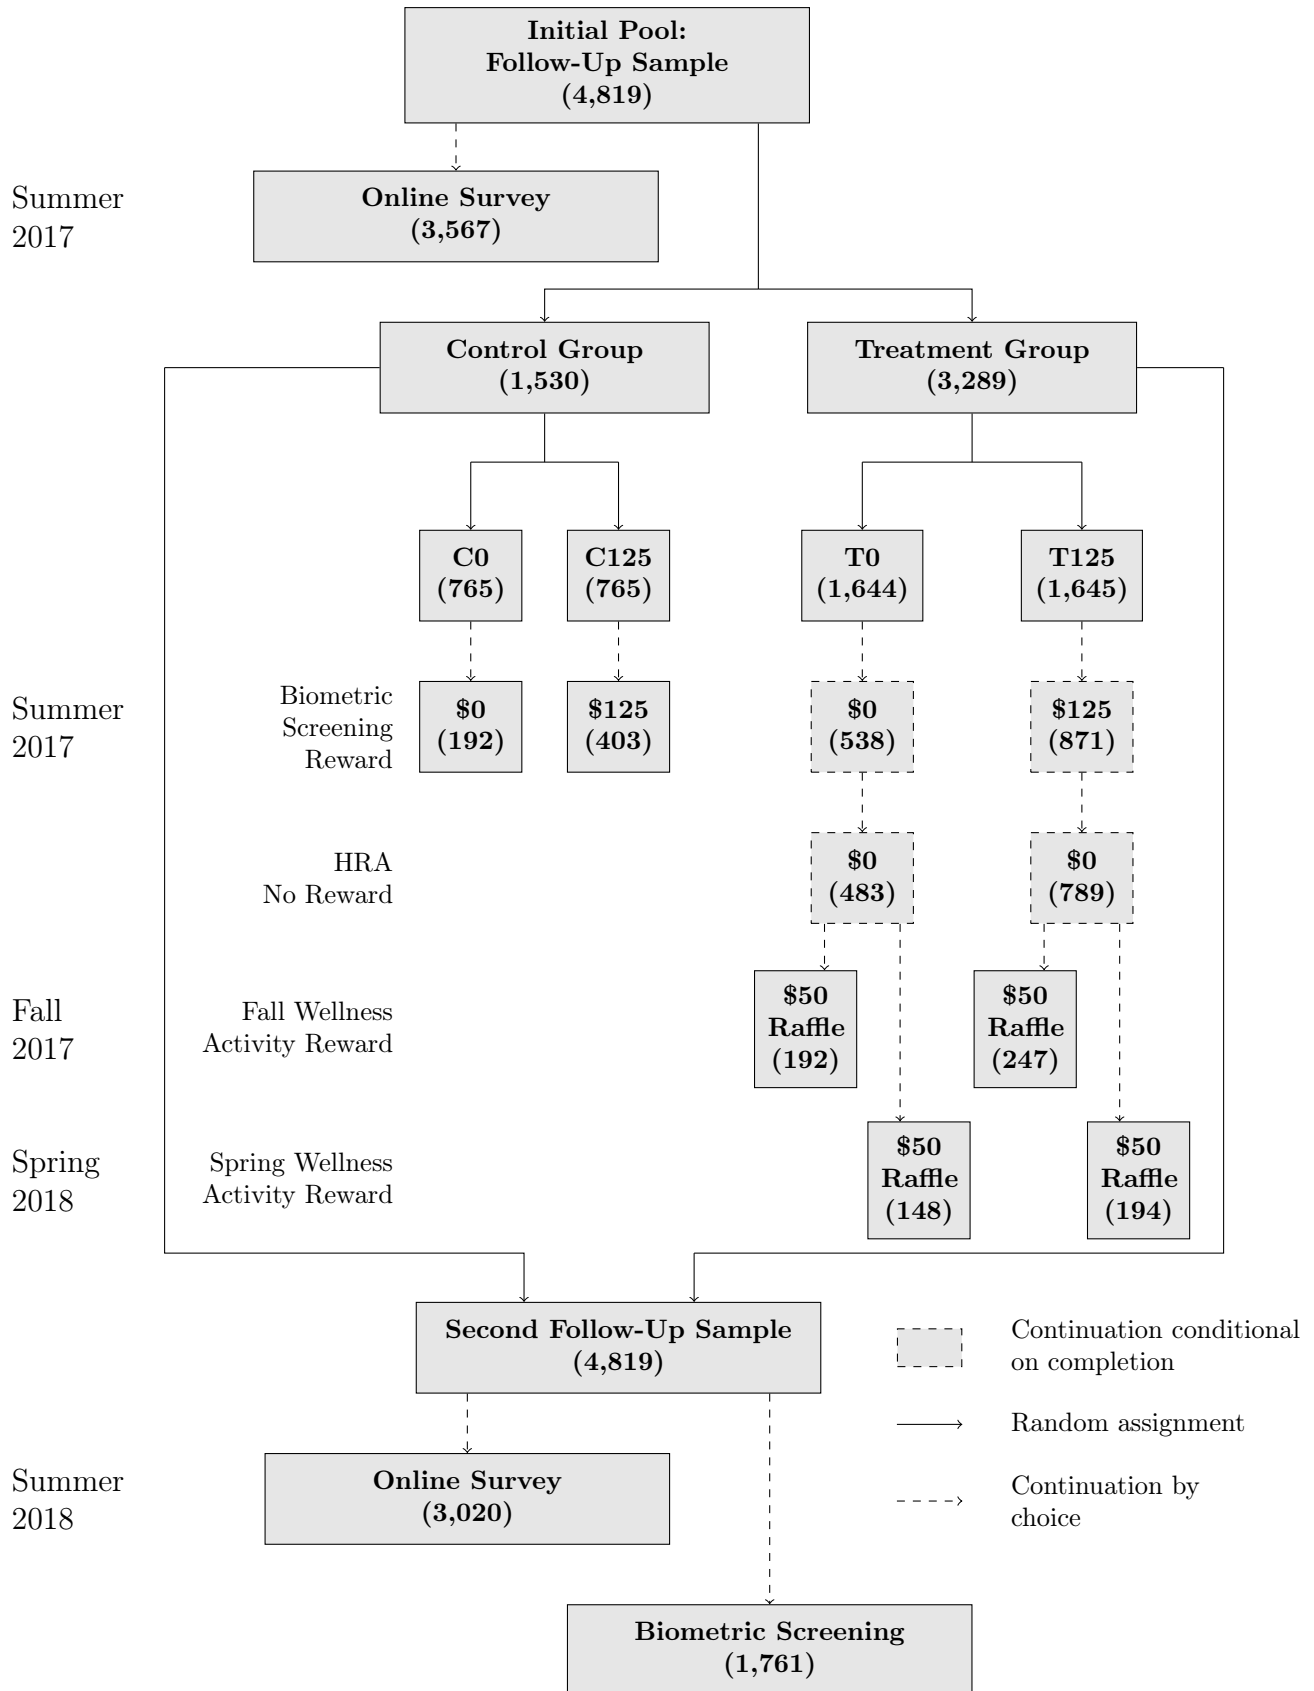 Initial Pool:
Follow-Up Sample
(4,819)
Summer
2017
Online Survey
(3,567)
Control Group
(1,530)
Treatment Group
(3,289)
C0
(765)
C125
(765)
T0
(1,644)
T125
(1,645)
Summer
2017
Biometric
Screening
Reward
$0
(192)
$125
(403)
$0
(538)
$125
(871)
HRA
No Reward
$0
(483)
$0
(789)
Fall
2017
Fall Wellness
Activity Reward
$50
Raffle
(192)
$50
Raffle
(247)
Spring
2018
Spring Wellness
Activity Reward
$50
Raffle
(148)
$50
Raffle
(194)
Second Follow-Up Sample
(4,819)
Continuation conditional
on completion
Random assignment
Continuation by
choice
Summer
2018
Online Survey
(3,020)
Biometric Screening
(1,761)